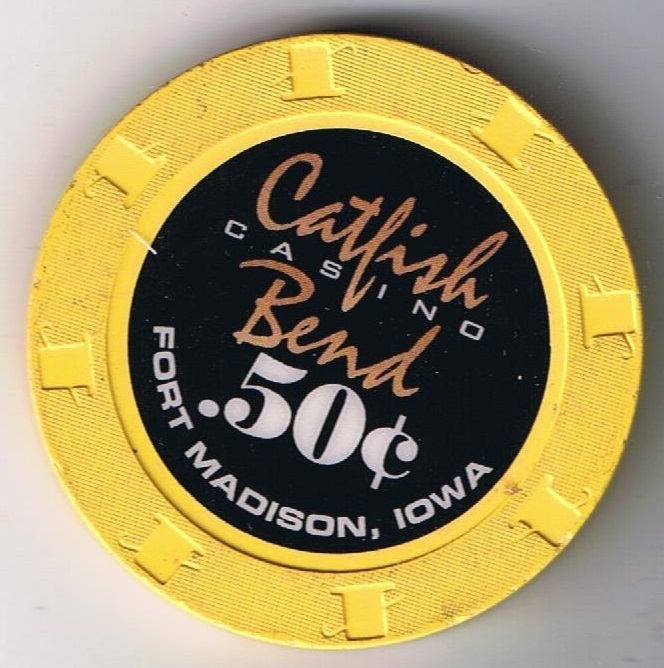 Catfish
CASINO
Bend
.50¢
FORT MADISON, IOWA